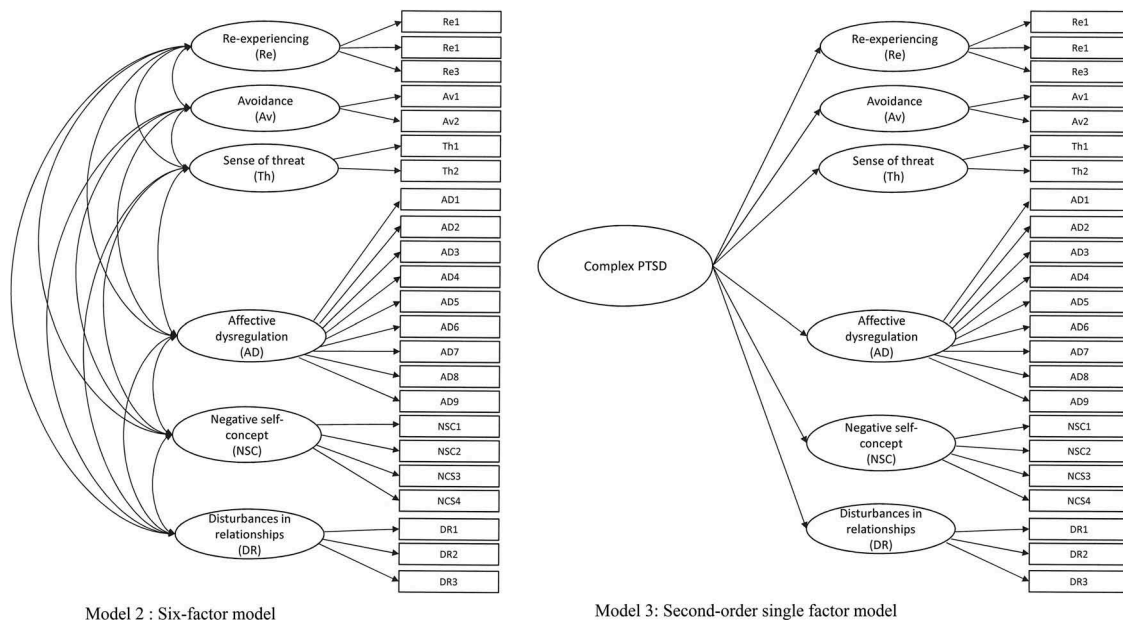 Re-experiencing
(Re)
Re1
Re1
Re3
Avoidance
(Av)
Av1
Av2
Sense of threat
(Th)
Th1
Th2
Affective
dysregulation
(AD)
AD1
AD2
AD3
AD4
AD5
AD6
AD7
AD8
AD9
Negative self-
concept
(NSC)
NSC1
NSC2
NCS3
NCS4
Disturbances in
relationships
(DR)
DR1
DR2
DR3
Model 2 : Six-factor model
Complex PTSD
Re-experiencing
(Re)
Re1
Re1
Re3
Avoidance
(Av)
Av1
Av2
Sense of threat
(Th)
Th1
Th2
Affective
dysregulation
(AD)
AD1
AD2
AD3
AD4
AD5
AD6
AD7
AD8
AD9
Negative self-
concept
(NSC)
NSC1
NSC2
NCS3
NCS4
Disturbances in
relationships
(DR)
DR1
DR2
DR3
Model 3: Second-order single factor model